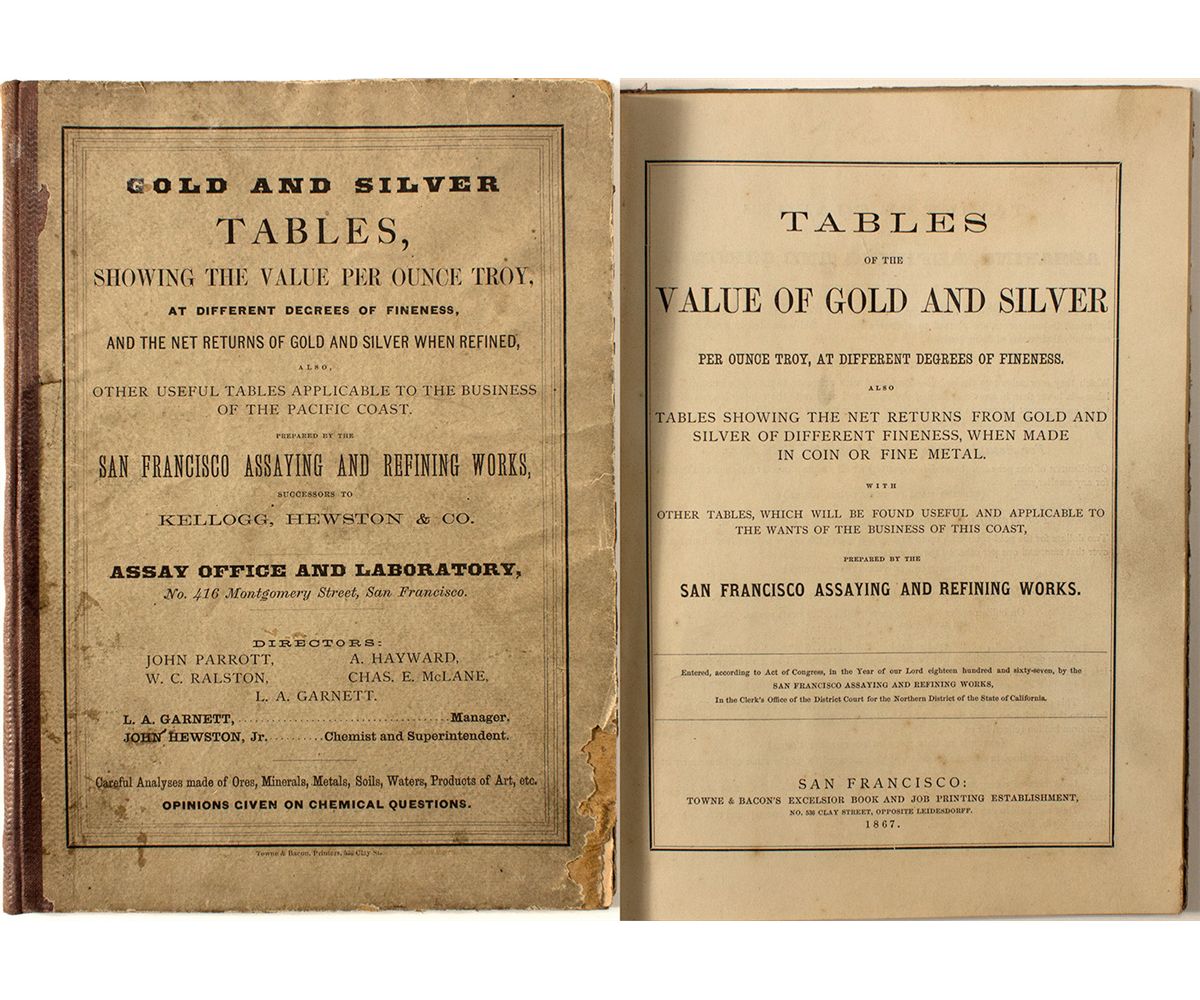 GOLD AND SILVER
TABLES,
SHOWING THE VALUE PER OUNCE TROY,
AT DIFFERENT DEGREES OF FINENESS,
AND THE NET RETURNS OF GOLD AND SILVER WHEN REFINED,
ALSO,
OTHER USEFUL TABLES APPLICABLE TO THE BUSINESS
OF THE PACIFIC COAST.
PREPARED BY THE
SAN FRANCISCO ASSAYING AND REFINING WORKS,
SUCCESSORS TO
KELLOGG, HEWSTON & CO.
ASSAY OFFICE AND LABORATORY,
No. 416 Montgomery Street, San Francisco.
DIRECTORS:
JOHN PARROTT, A. HAYWARD,
W. C. RALSTON, CHAS. E. McLANE,
L. A. GARNETT.
L. A. GARNETT, Manager.
JOHN HEWSTON, Jr. Chemist and Superintendent.
Careful Analyses made of Ores, Minerals, Metals, Soils, Waters, Products of Art, etc.
OPINIONS GIVEN ON CHEMICAL QUESTIONS.
Towne & Bacon, Printers, 536 Clay St.
TABLES
OF THE
VALUE OF GOLD AND SILVER
PER OUNCE TROY, AT DIFFERENT DEGREES OF FINENESS.
ALSO
TABLES SHOWING THE NET RETURNS FROM GOLD AND
SILVER OF DIFFERENT FINENESS, WHEN MADE
IN COIN OR FINE METAL.
WITH
OTHER TABLES, WHICH WILL BE FOUND USEFUL AND APPLICABLE TO
THE WANTS OF THE BUSINESS OF THIS COAST,
PREPARED BY THE
SAN FRANCISCO ASSAYING AND REFINING WORKS.
Entered, according to Act of Congress, in the Year of our Lord eighteen hundred and sixty-seven, by the
SAN FRANCISCO ASSAYING AND REFINING WORKS,
In the Clerk's Office of the District Court for the Northern District of the State of California.
SAN FRANCISCO:
TOWNE & BACON'S EXCELSIOR BOOK AND JOB PRINTING ESTABLISHMENT,
NO. 536 CLAY STREET, OPPOSITE LEIDESDORFF.
1867.